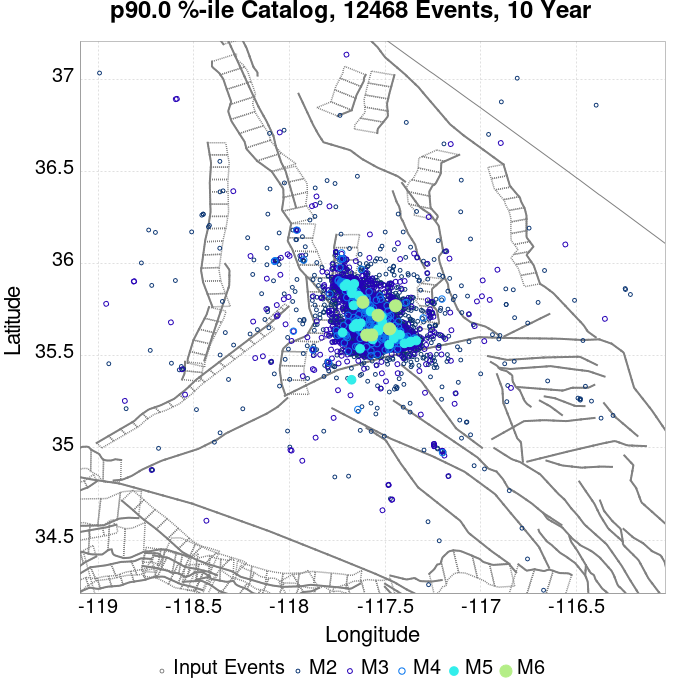 p90.0 %-ile Catalog, 12468 Events, 10 Year
37
36.5
36
35.5
35
34.5
Latitude
-119
-118.5
-118
-117.5
-117
-116.5
Longitude
Input Events
M2
M3
M4
M5
M6